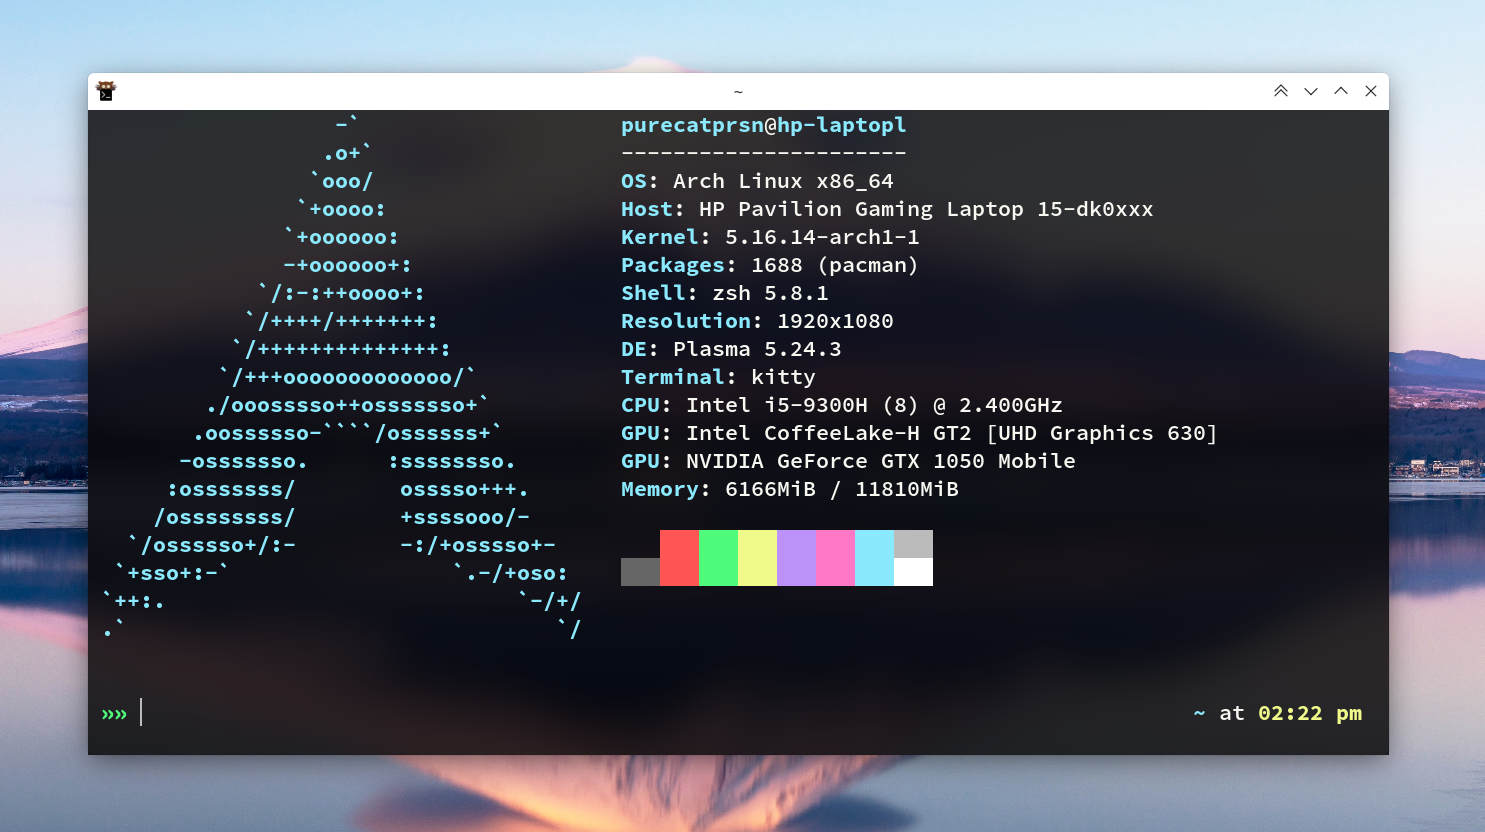 ~
purecatprsn@hp-laptopl
----------------------
OS: Arch Linux x86_64
Host: HP Pavilion Gaming Laptop 15-dk0xxx
Kernel: 5.16.14-arch1-1
Packages: 1688 (pacman)
Shell: zsh 5.8.1
Resolution: 1920x1080
DE: Plasma 5.24.3
Terminal: kitty
CPU: Intel i5-9300H (8) @ 2.400GHz
GPU: Intel CoffeeLake-H GT2 [UHD Graphics 630]
GPU: NVIDIA GeForce GTX 1050 Mobile
Memory: 6166MiB / 11810MiB
-`
.o+`
`ooo/
`+oooo:
`+oooooo:
-+oooooo+:
`/:-:++oooo+:
`/++++/+++++++:
`/++++++++++++++:
`/+++ooooooooooooo/`
./ooosssso++osssssso+`
.oossssso-````/ossssss+`
-osssssso.      :ssssssso.
:osssssss/        osssso+++.
/ossssssss/        +ssssooo/-
`/ossssso+/:-        -:/+osssso+-
`+sso+:-`                 `.-/+oso:
`++:.                           `-/+/
.`                                 `/
»» ~ at 02:22 pm